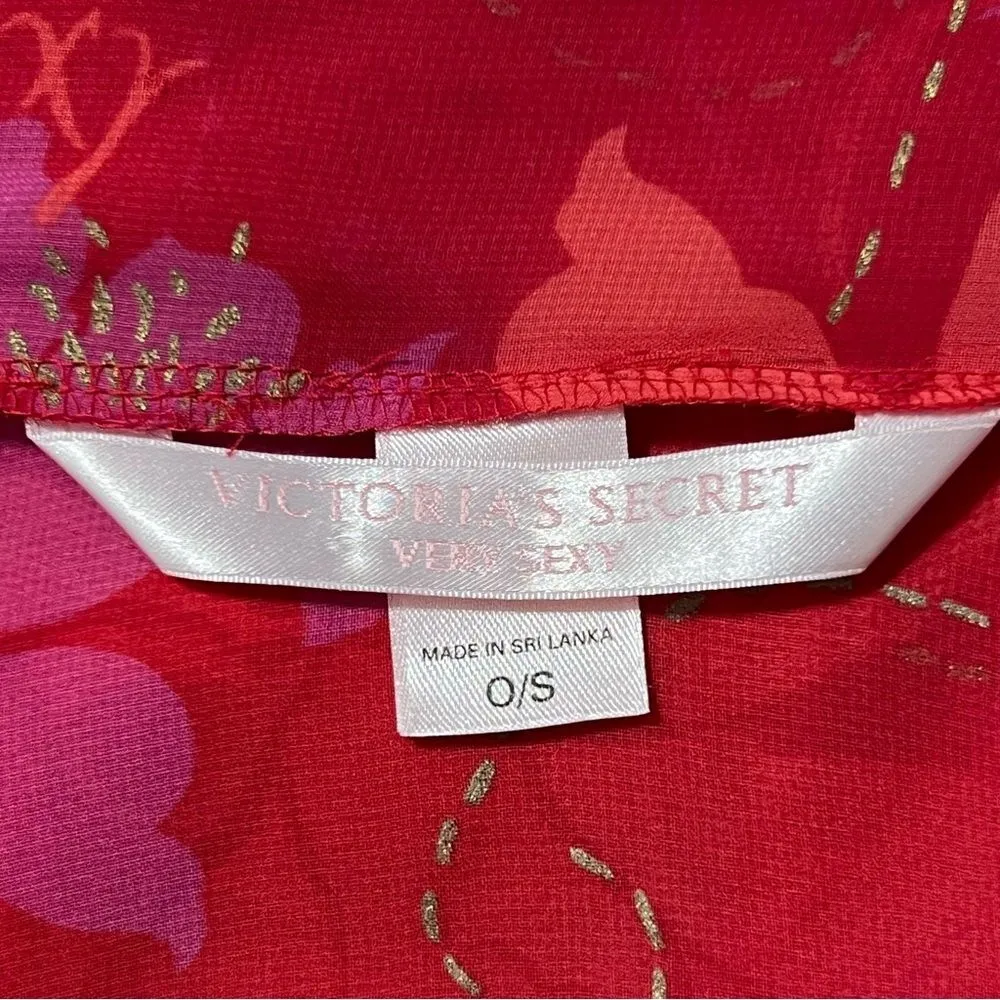 VICTORIA'S SECRET
VERY SEXY
MADE IN SRI LANKA
O/S